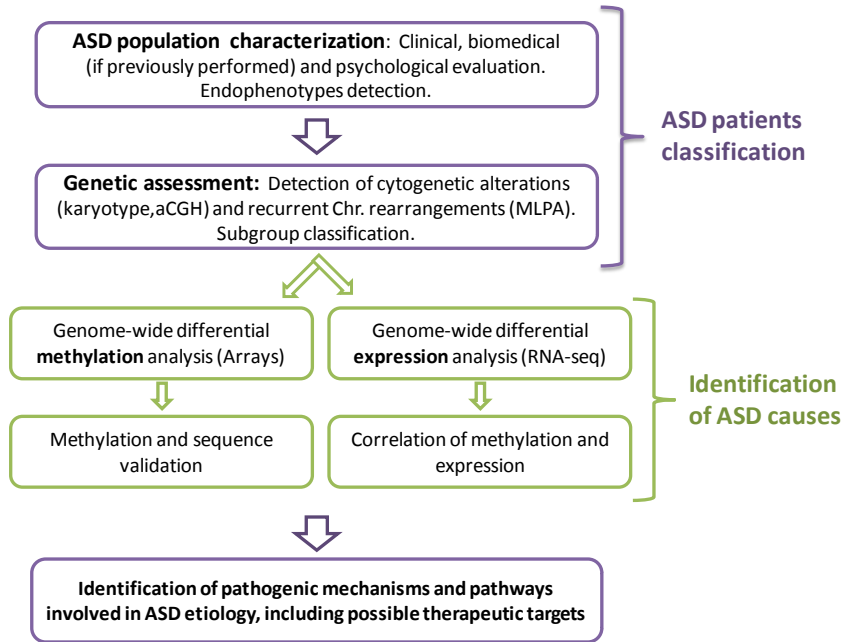 ASD population characterization: Clinical, biomedical
(if previously performed) and psychological evaluation.
Endophenotypes detection.
ASD patients
classification
Genetic assessment: Detection of cytogenetic alterations
(karyotype,aCGH) and recurrent Chr. rearrangements (MLPA).
Subgroup classification.
Genome-wide differential
methylation analysis (Arrays)
Genome-wide differential
expression analysis (RNA-seq)
Identification
of ASD causes
Methylation and sequence
validation
Correlation of methylation and
expression
Identification of pathogenic mechanisms and pathways
involved in ASD etiology, including possible therapeutic targets